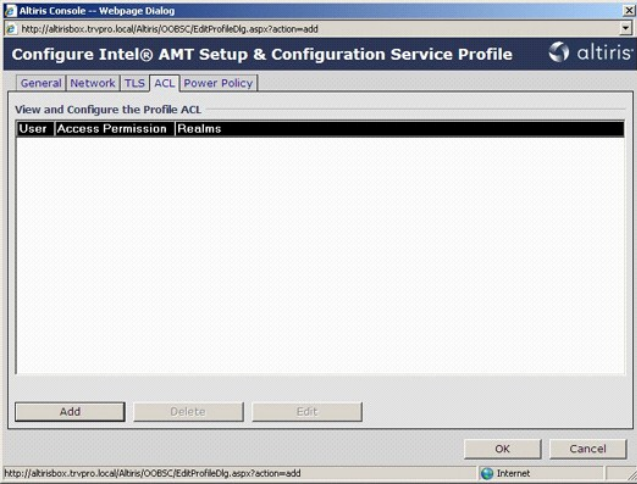 Altiris Console -- Webpage Dialog
http://altirisbox.trvpro.local/Altiris/OOBSC/EditProfileDlg.aspx?action=add
Configure Intel® AMT Setup & Configuration Service Profile altiris
General Network TLS ACL Power Policy
View and Configure the Profile ACL
User Access Permission Realms
Add Delete Edit
OK Cancel
http://altirisbox.trvpro.local/Altiris/OOBSC/EditProfileDlg.aspx?action=add Internet